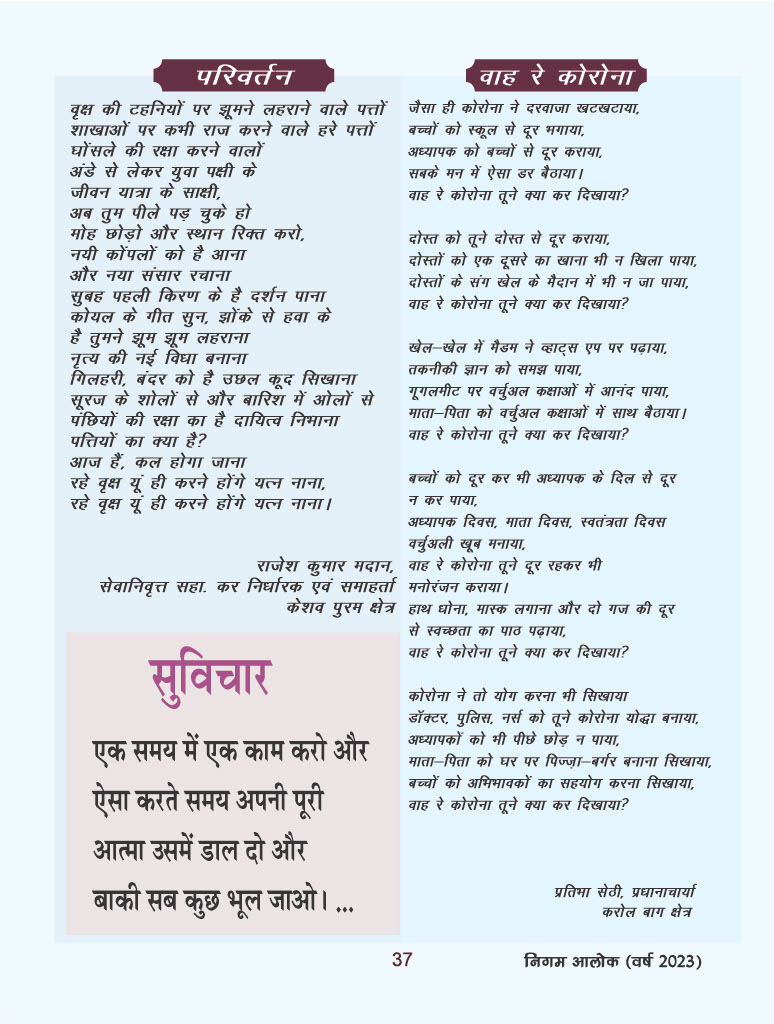 परिवर्तन
वृक्ष की टहनियों पर झूमने लहराने वाले पत्तों
शाखाओं पर कभी राज करने वाले हरे पत्तों
घोंसले की रक्षा करने वालों
अंडे से लेकर युवा पक्षी के
जीवन यात्रा के साक्षी,
अब तुम पीले पड़ चुके हो
मोह छोड़ो और स्थान रिक्त करो,
नयी कोंपलों को है आना
और नया संसार रचाना
सुबह पहली किरण के है दर्शन पाना
कोयल के गीत सुन, झोंके से हवा के
है तुमने झूम झूम लहराना
नृत्य की नई विघा बनाना
गिलहरी, बंदर को है उछल कूद सिखाना
सूरज के शोलों से और बारिश में ओलों से
पंछियों की रक्षा का है दायित्व निभाना
पत्तियों का क्या है?
आज हैं, कल होगा जाना
रहे वृक्ष यूं ही करने होंगे यत्न नाना,
रहे वृक्ष यूं ही करने होंगे यत्न नाना।
राजेश कुमार मदान,
सेवानिवृत्त सहा. कर निर्धारक एवं समाहर्ता
केशव पुरम क्षेत्र
सुविचार
एक समय में एक काम करो और
ऐसा करते समय अपनी पूरी
आत्मा उसमें डाल दो और
बाकी सब कुछ भूल जाओ। ...
वाह रे कोरोना
जैसा ही कोरोना ने दरवाजा खटखटाया,
बच्चों को स्कूल से दूर भगाया,
अध्यापक को बच्चों से दूर कराया,
सबके मन में ऐसा डर बैठाया।
वाह रे कोरोना तूने क्या कर दिखाया?
दोस्त को तूने दोस्त से दूर कराया,
दोस्तों को एक दूसरे का खाना भी न खिला पाया,
दोस्तों के संग खेल के मैदान में भी न जा पाया,
वाह रे कोरोना तूने क्या कर दिखाया?
खेल–खेल में मैडम ने व्हाट्स एप पर पढ़ाया,
तकनीकी ज्ञान को समझ पाया,
गूगलमीट पर वर्चुअल कक्षाओं में आनंद पाया,
माता–पिता को वर्चुअल कक्षाओं में साथ बैठाया।
वाह रे कोरोना तूने क्या कर दिखाया?
बच्चों को दूर कर भी अध्यापक के दिल से दूर
न कर पाया,
अध्यापक दिवस, माता दिवस, स्वतंत्रता दिवस
वर्चुअली खूब मनाया,
वाह रे कोरोना तूने दूर रहकर भी
मनोरंजन कराया।
हाथ धोना, मास्क लगाना और दो गज की दूर
से स्वच्छता का पाठ पढ़ाया,
वाह रे कोरोना तूने क्या कर दिखाया?
कोरोना ने तो योग करना भी सिखाया
डॉक्टर, पुलिस, नर्स को तूने कोरोना योद्धा बनाया,
अध्यापकों को भी पीछे छोड़ न पाया,
माता–पिता को घर पर पिज्ज़ा–बर्गर बनाना सिखाया,
बच्चों को अभिभावकों का सहयोग करना सिखाया,
वाह रे कोरोना तूने क्या कर दिखाया?
प्रतिभा सेठी, प्रधानाचार्या
करोल बाग क्षेत्र
37
निगम आलोक (वर्ष 2023)